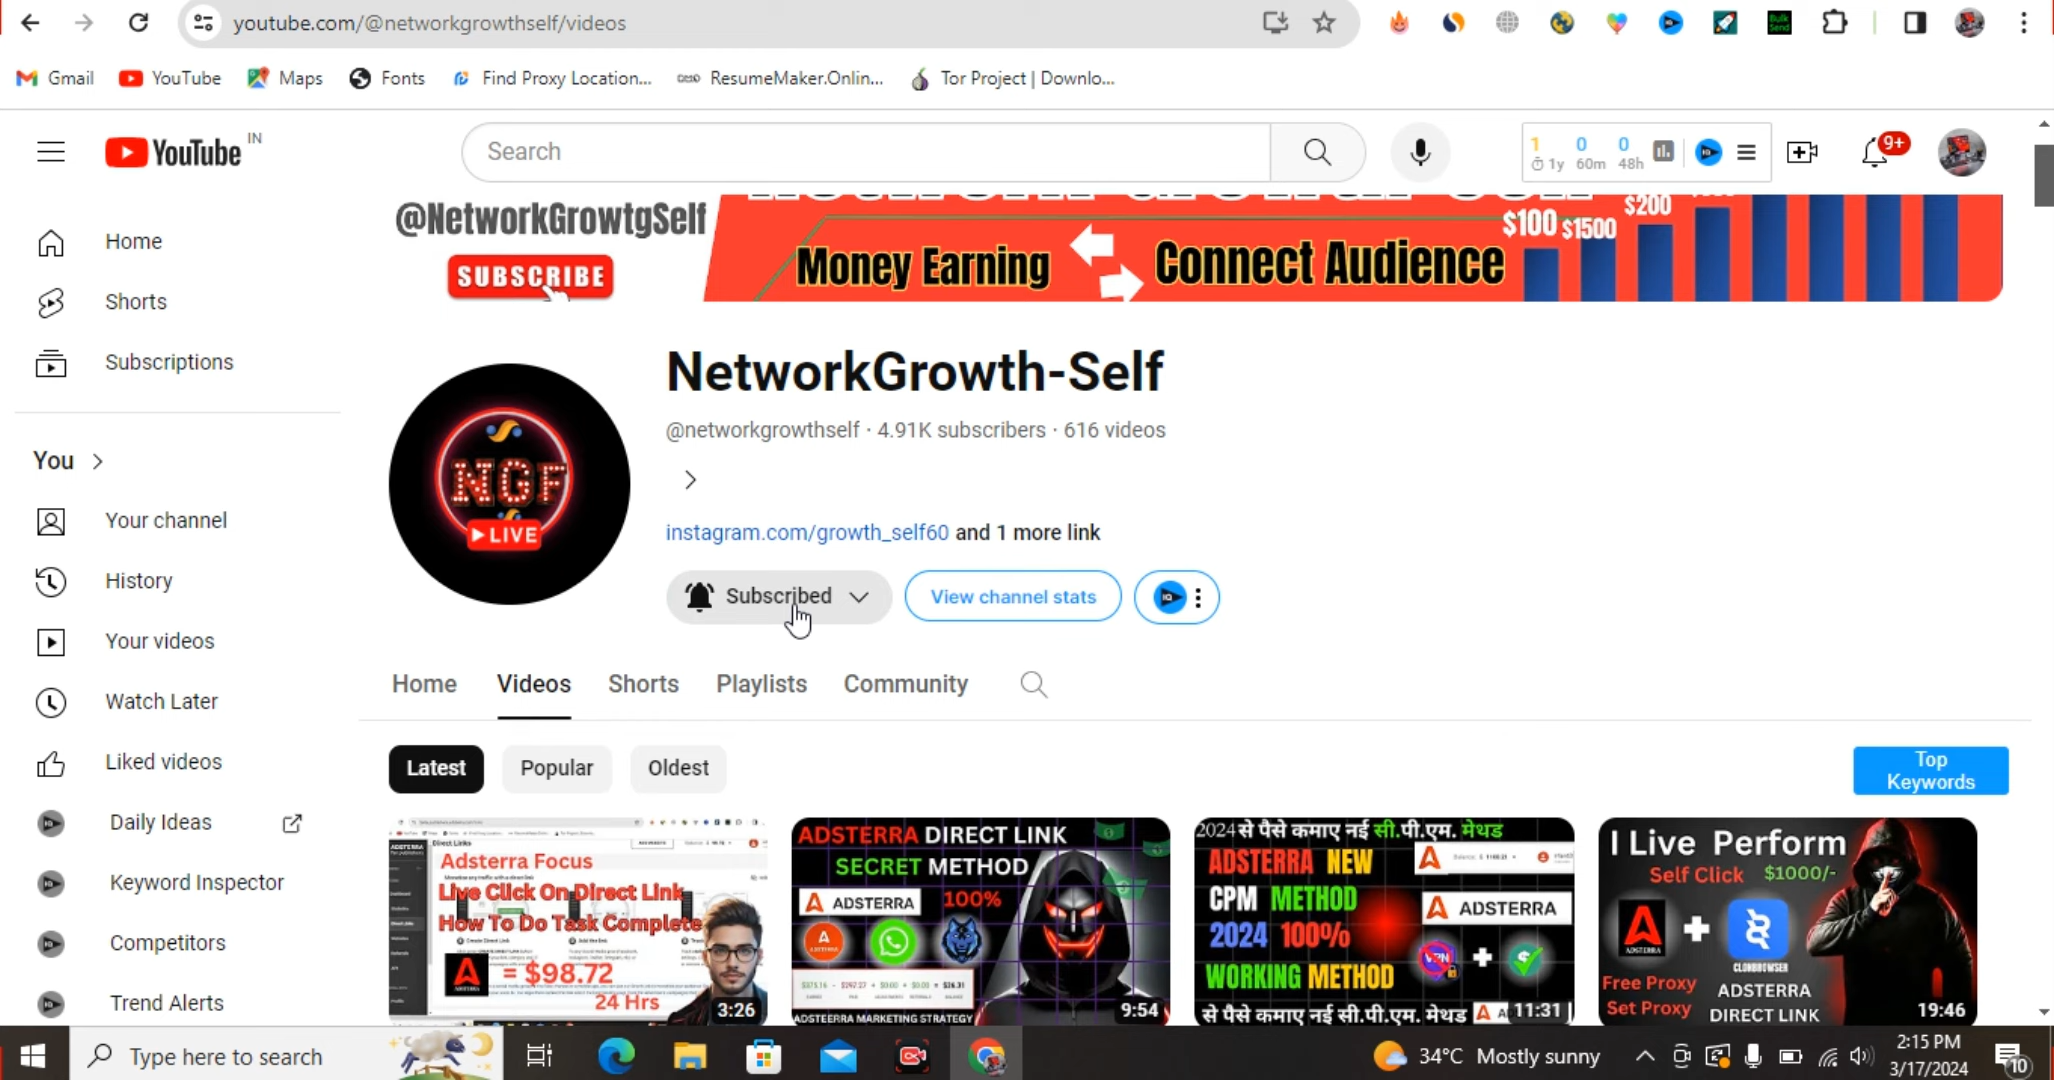 youtube.com/@networkgrowthself/videos
Gmail YouTube Maps Fonts Find Proxy Location... ResumeMaker.Onlin... Tor Project | Downlo...
YouTube IN
Search
1 0 0
1y 60m 48h
9+
Home
Shorts
Subscriptions
You
Your channel
History
Your videos
Watch Later
Liked videos
Daily Ideas
Keyword Inspector
Competitors
Trend Alerts
@NetworkGrowtgSelf
SUBSCRIBE
Money Earning
Connect Audience
$100 $1500 $200
NGF
LIVE
NetworkGrowth-Self
@networkgrowthself · 4.91K subscribers · 616 videos
instagram.com/growth_self60 and 1 more link
Subscribed
View channel stats
Home Videos Shorts Playlists Community
Latest Popular Oldest
Top
Keywords
Direct Links
Adsterra Focus
Live Click On Direct Link
How To Do Task Complete
= $98.72
24 Hrs
3:26
ADSTERRA DIRECT LINK
SECRET METHOD
ADSTERRA 100%
9:54
ADSTEERRA MARKETING STRATEGY
2024 से पैसे कमाए नई सी.पी.एम. मेथड
ADSTERRA NEW
CPM METHOD
2024 100%
WORKING METHOD
ADSTERRA
VPN
से पैसे कमाए नई सी.पी.एम. मेथड
11:31
I Live Perform
Self Click $1000/-
ADSTERRA
CLONBROWSER
Free Proxy
Set Proxy
ADSTERRA
DIRECT LINK
19:46
Type here to search
34°C Mostly sunny
2:15 PM
3/17/2024
10